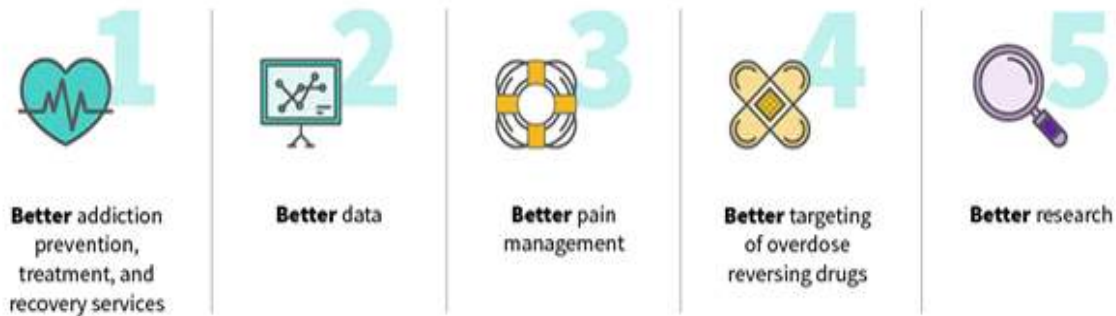 1
Better addiction
prevention,
treatment, and
recovery services
2
Better data
3
Better pain
management
4
Better targeting
of overdose
reversing drugs
5
Better research